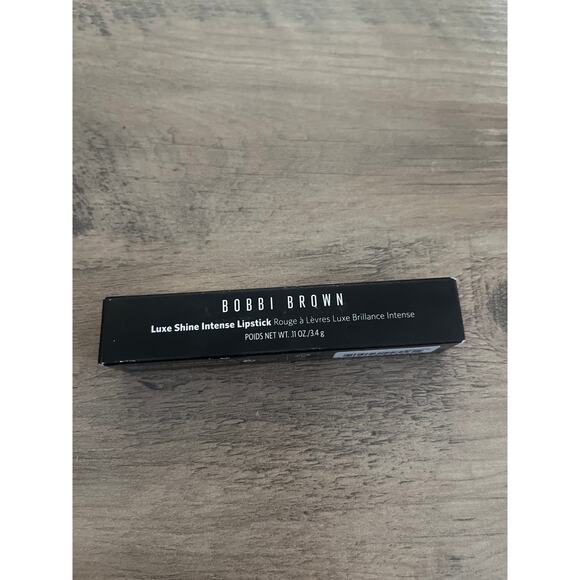 BOBBI BROWN
Luxe Shine Intense Lipstick Rouge à Lèvres Luxe Brillance Intense
POIDS NET WT. .11 OZ./3.4 g